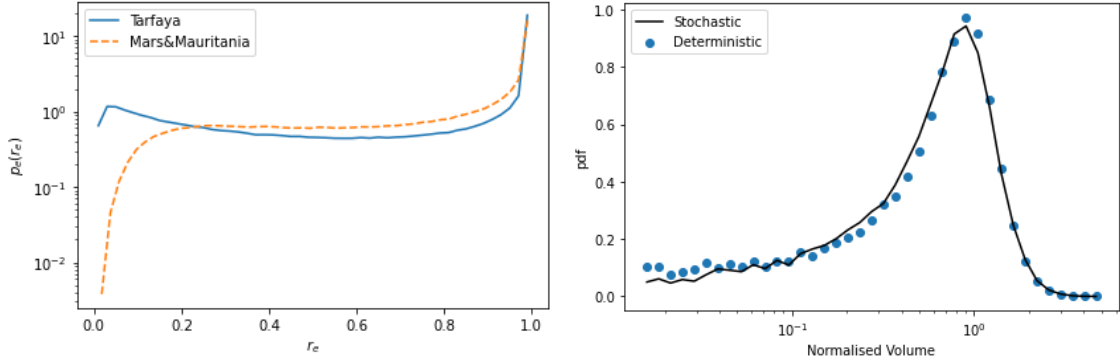 Tarfaya
Mars&Mauritania
10¹
10⁰
10⁻¹
10⁻²
pₑ(rₑ)
0.0 0.2 0.4 0.6 0.8 1.0
rₑ
Stochastic
Deterministic
1.0
0.8
0.6
0.4
0.2
0.0
pdf
10⁻¹ 10⁰
Normalised Volume